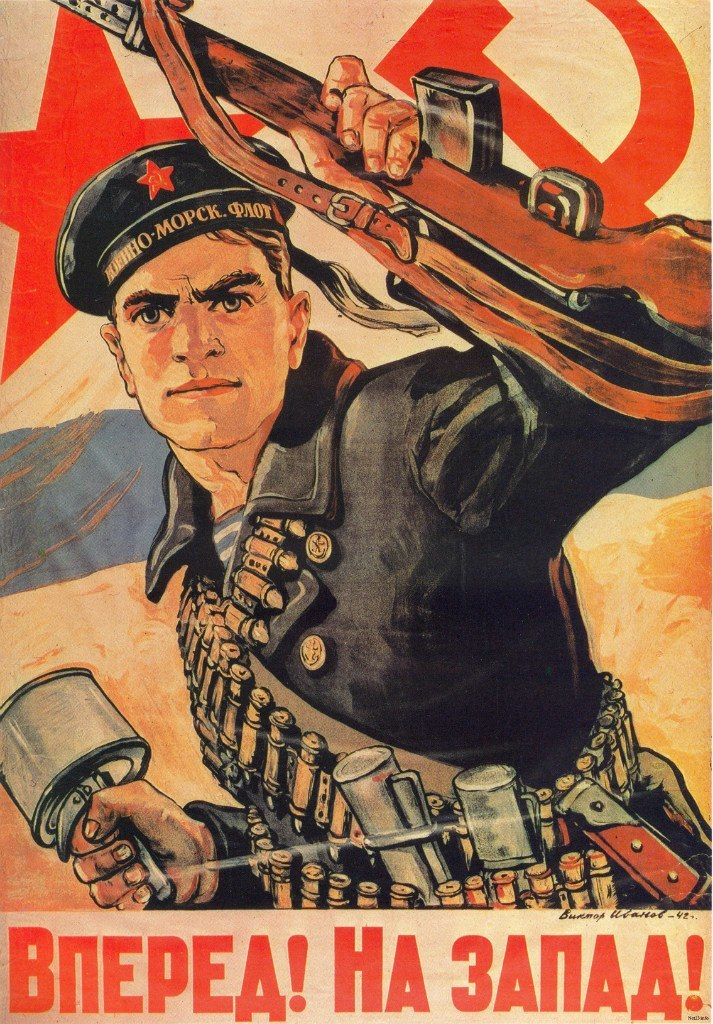 ВОЕННО-МОРСК. ФЛОТ
Виктор Иванов -42г.
ВПЕРЕД! НА ЗАПАД!